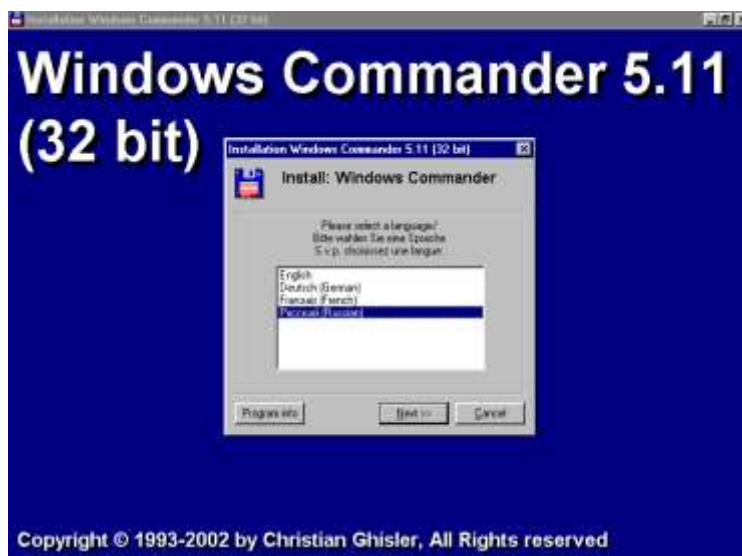 Installation Windows Commander 5.11 (32 bit)
Windows Commander 5.11
(32 bit)
Installation Windows Commander 5.11 (32 bit)
Install: Windows Commander
Please select a language!
Bitte wählen Sie eine Sprache
S.v.p. choisissez une langue
English
Deutsch (German)
Francais (French)
Русский (Russian)
Program info
Next >>
Cancel
Copyright © 1993-2002 by Christian Ghisler, All Rights reserved